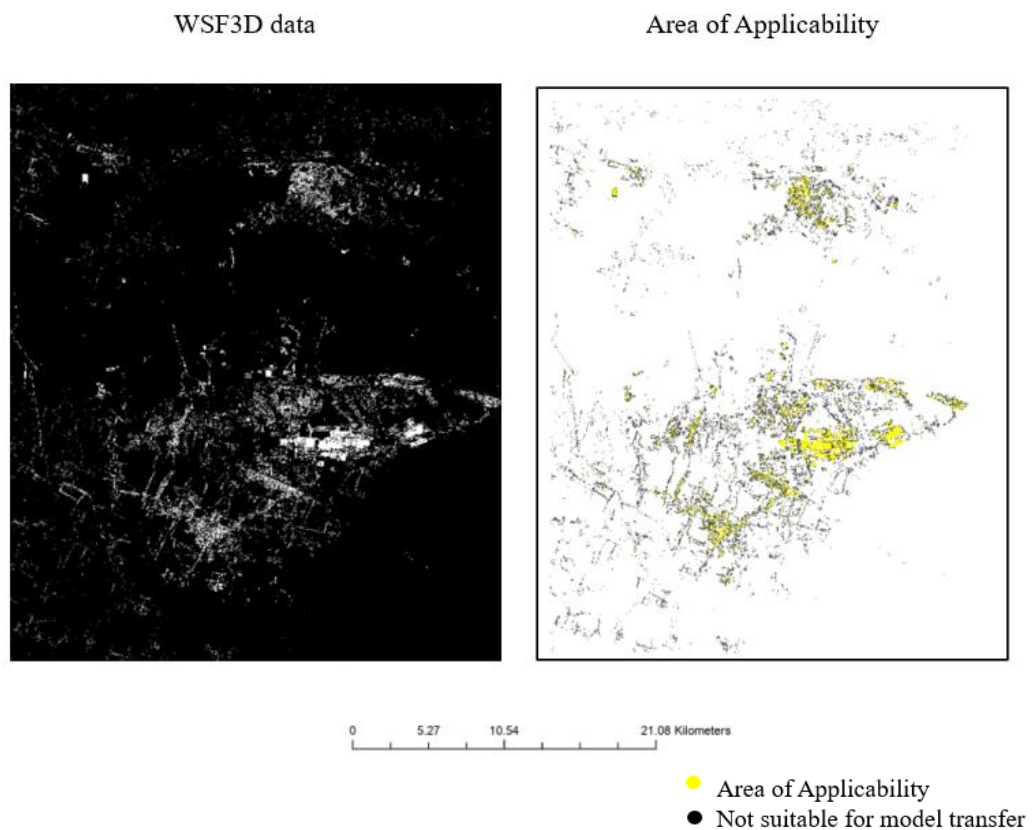 WSF3D data
Area of Applicability
0 5.27 10.54 21.08 Kilometers
Area of Applicability
Not suitable for model transfer